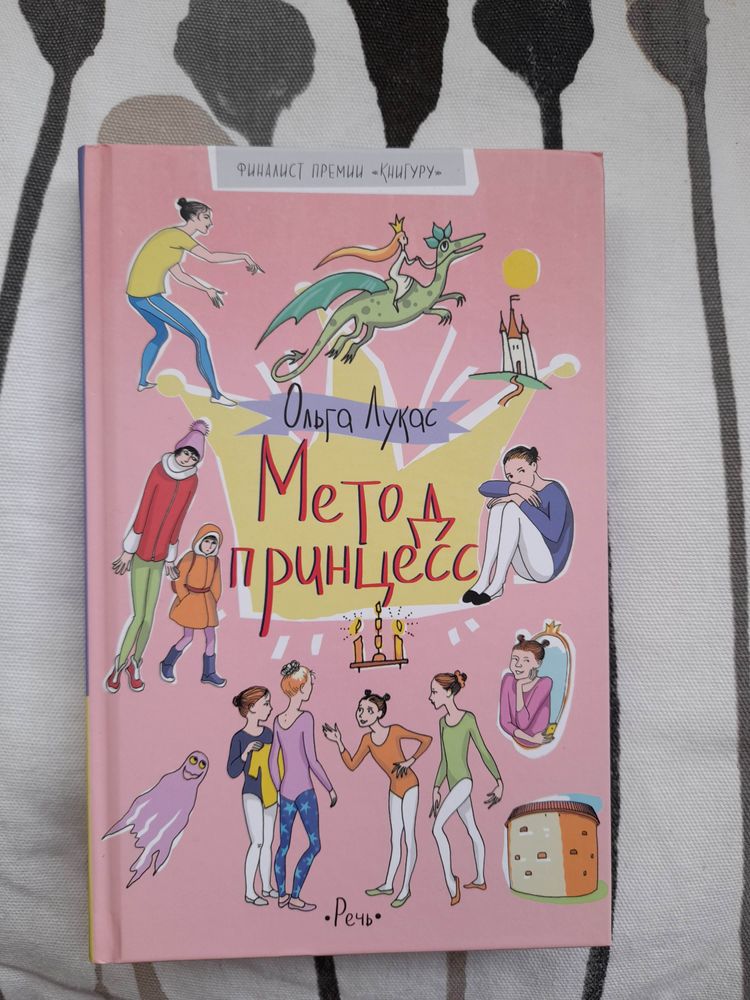 ФИНАЛИСТ ПРЕМИИ «КНИГУРУ»
Ольга Лукас
Метод
принцесс
•Речь•